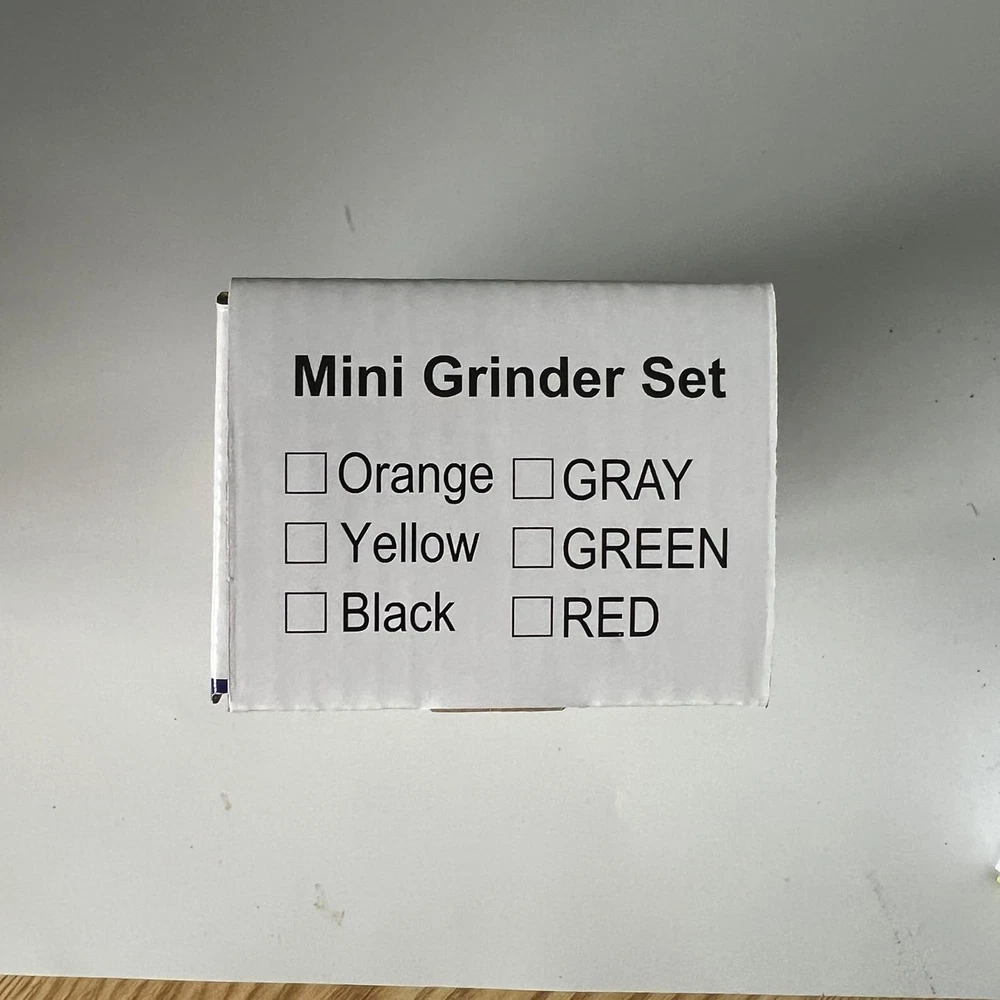 Mini Grinder Set
☐ Orange ☐ GRAY
☐ Yellow ☐ GREEN
☐ Black ☐ RED